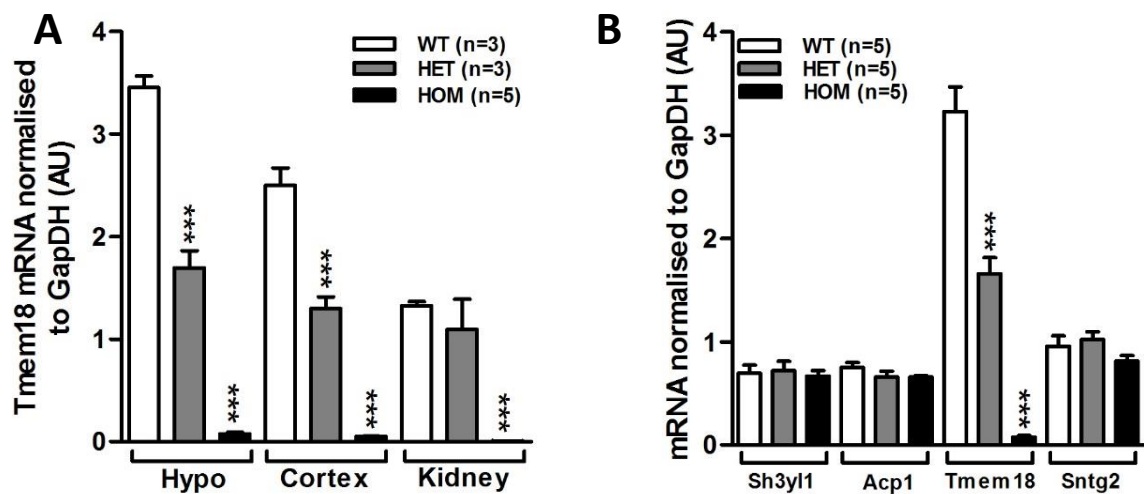 A
Tmem18 mRNA normalised
to GapDH (AU)
4
3
2
1
0
WT (n=3)
HET (n=3)
HOM (n=5)
***
***
***
***
***
Hypo
Cortex
Kidney
B
mRNA normalised to GapDH (AU)
4
3
2
1
0
WT (n=5)
HET (n=5)
HOM (n=5)
***
***
Sh3yl1
Acp1
Tmem18
Sntg2